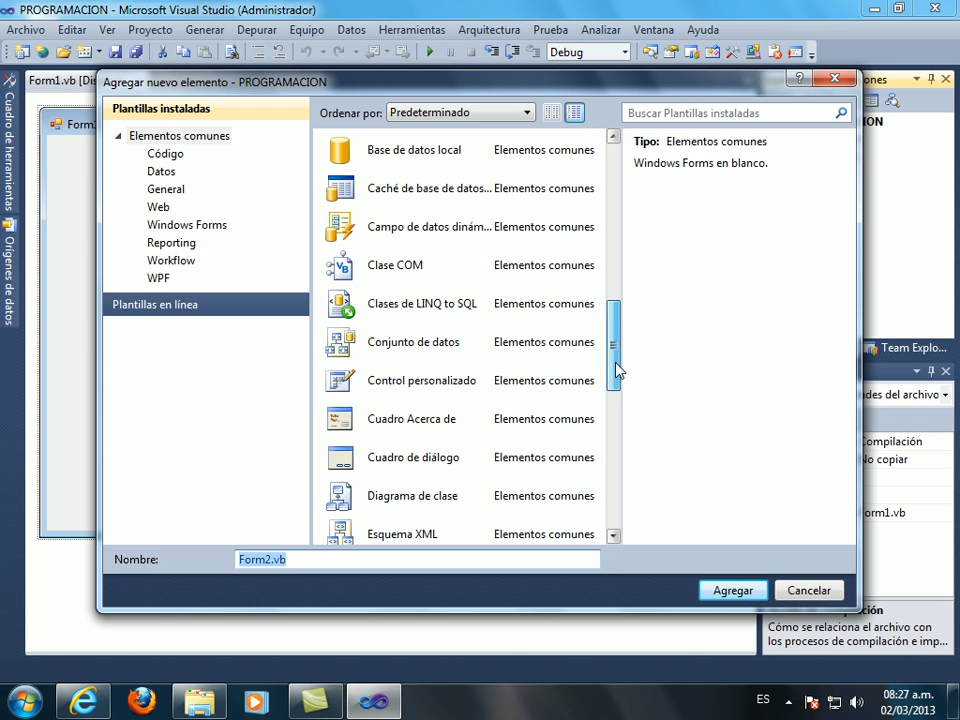 PROGRAMACION - Microsoft Visual Studio (Administrador)
Archivo Editar Ver Proyecto Generar Depurar Equipo Datos Herramientas Arquitectura Prueba Analizar Ventana Ayuda
Debug
Form1.vb [Dis
ones
Agregar nuevo elemento - PROGRAMACION
Plantillas instaladas
Ordenar por: Predeterminado
Buscar Plantillas instaladas
Cuadro de herramientas
Orígenes de datos
Form1
ION
Elementos comunes
Código
Datos
General
Web
Windows Forms
Reporting
Workflow
WPF
Plantillas en línea
Base de datos local Elementos comunes
Caché de base de datos... Elementos comunes
Campo de datos dinám... Elementos comunes
Clase COM Elementos comunes
Clases de LINQ to SQL Elementos comunes
Conjunto de datos Elementos comunes
Control personalizado Elementos comunes
Cuadro Acerca de Elementos comunes
Cuadro de diálogo Elementos comunes
Diagrama de clase Elementos comunes
Esquema XML Elementos comunes
Tipo: Elementos comunes
Windows Forms en blanco.
Team Explo...
des del archivo
Compilación
No copiar
orm1.vb
Nombre: Form2.vb
Agregar Cancelar
Cómo se relaciona el archivo con
los procesos de compilación e imp...
ES
08:27 a.m.
02/03/2013